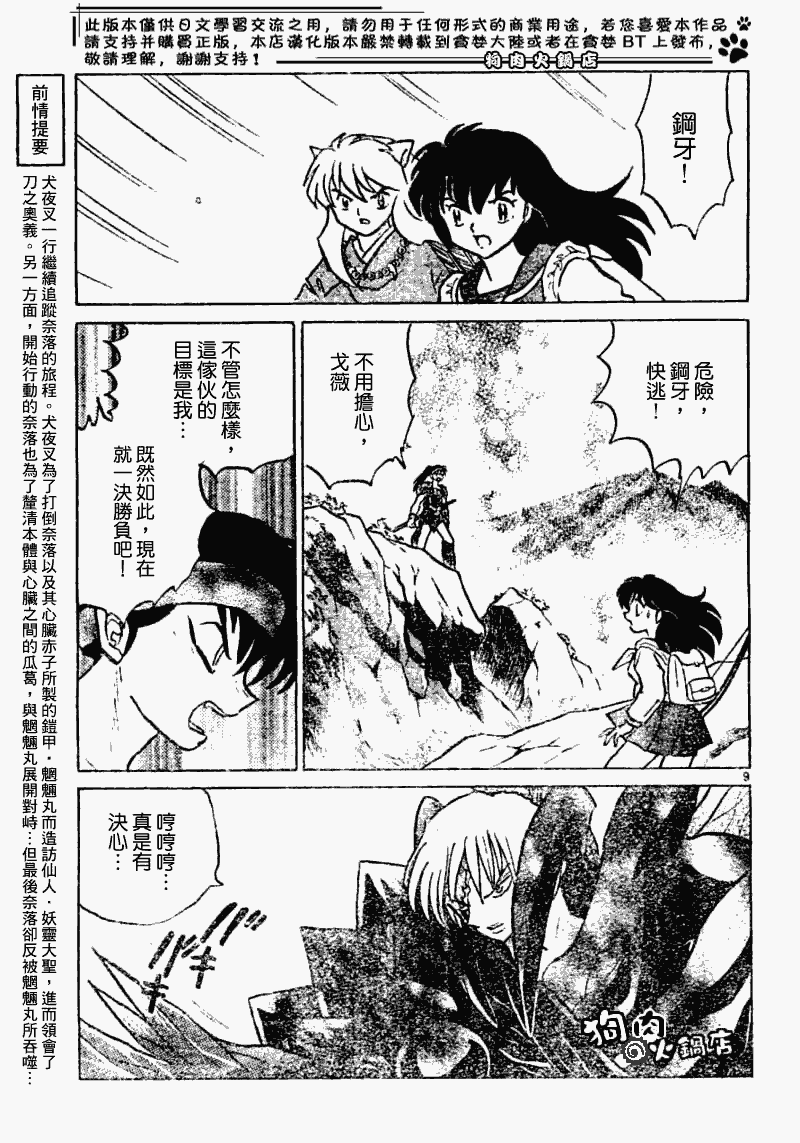 此版本僅供日文學習交流之用，請勿用于任何形式的商業用途，若您喜愛本作品
請支持并購買正版，本店漢化版本嚴禁轉載到貪婪大陸或者在貪婪BT上發布，
敬請理解，謝謝支持！
狗肉火鍋店
前情提要
犬夜叉一行繼續追蹤奈落的旅程。犬夜叉為了打倒奈落以及其心臟赤子所製的鎧甲．魍魎丸而造訪仙人．妖靈大聖，進而領會了
刀之奧義。另一方面，開始行動的奈落也為了釐清本體與心臟之間的瓜葛，與魍魎丸展開對峙…但最後奈落卻反被魍魎丸所吞噬…
鋼牙！
危險，
鋼牙，
快逃！
不用擔心，
戈薇
不管怎麼樣，
這傢伙的
目標是我…
既然如此，現在
就一決勝負吧！
9
哼哼哼…
真是有
決心…
ズ
ギギ
ギ
狗肉
火鍋店